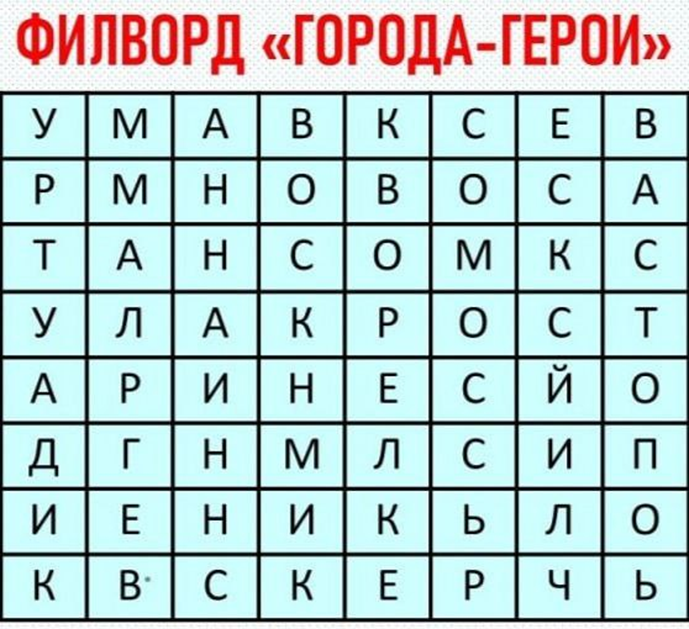 ФИЛВОРД «ГОРОДА-ГЕРОИ»
У М А В К С Е В
Р М Н О В О С А
Т А Н С О М К С
У Л А К Р О С Т
А Р И Н Е С Й О
Д Г Н М Л С И П
И Е Н И К Ь Л О
К В С К Е Р Ч Ь